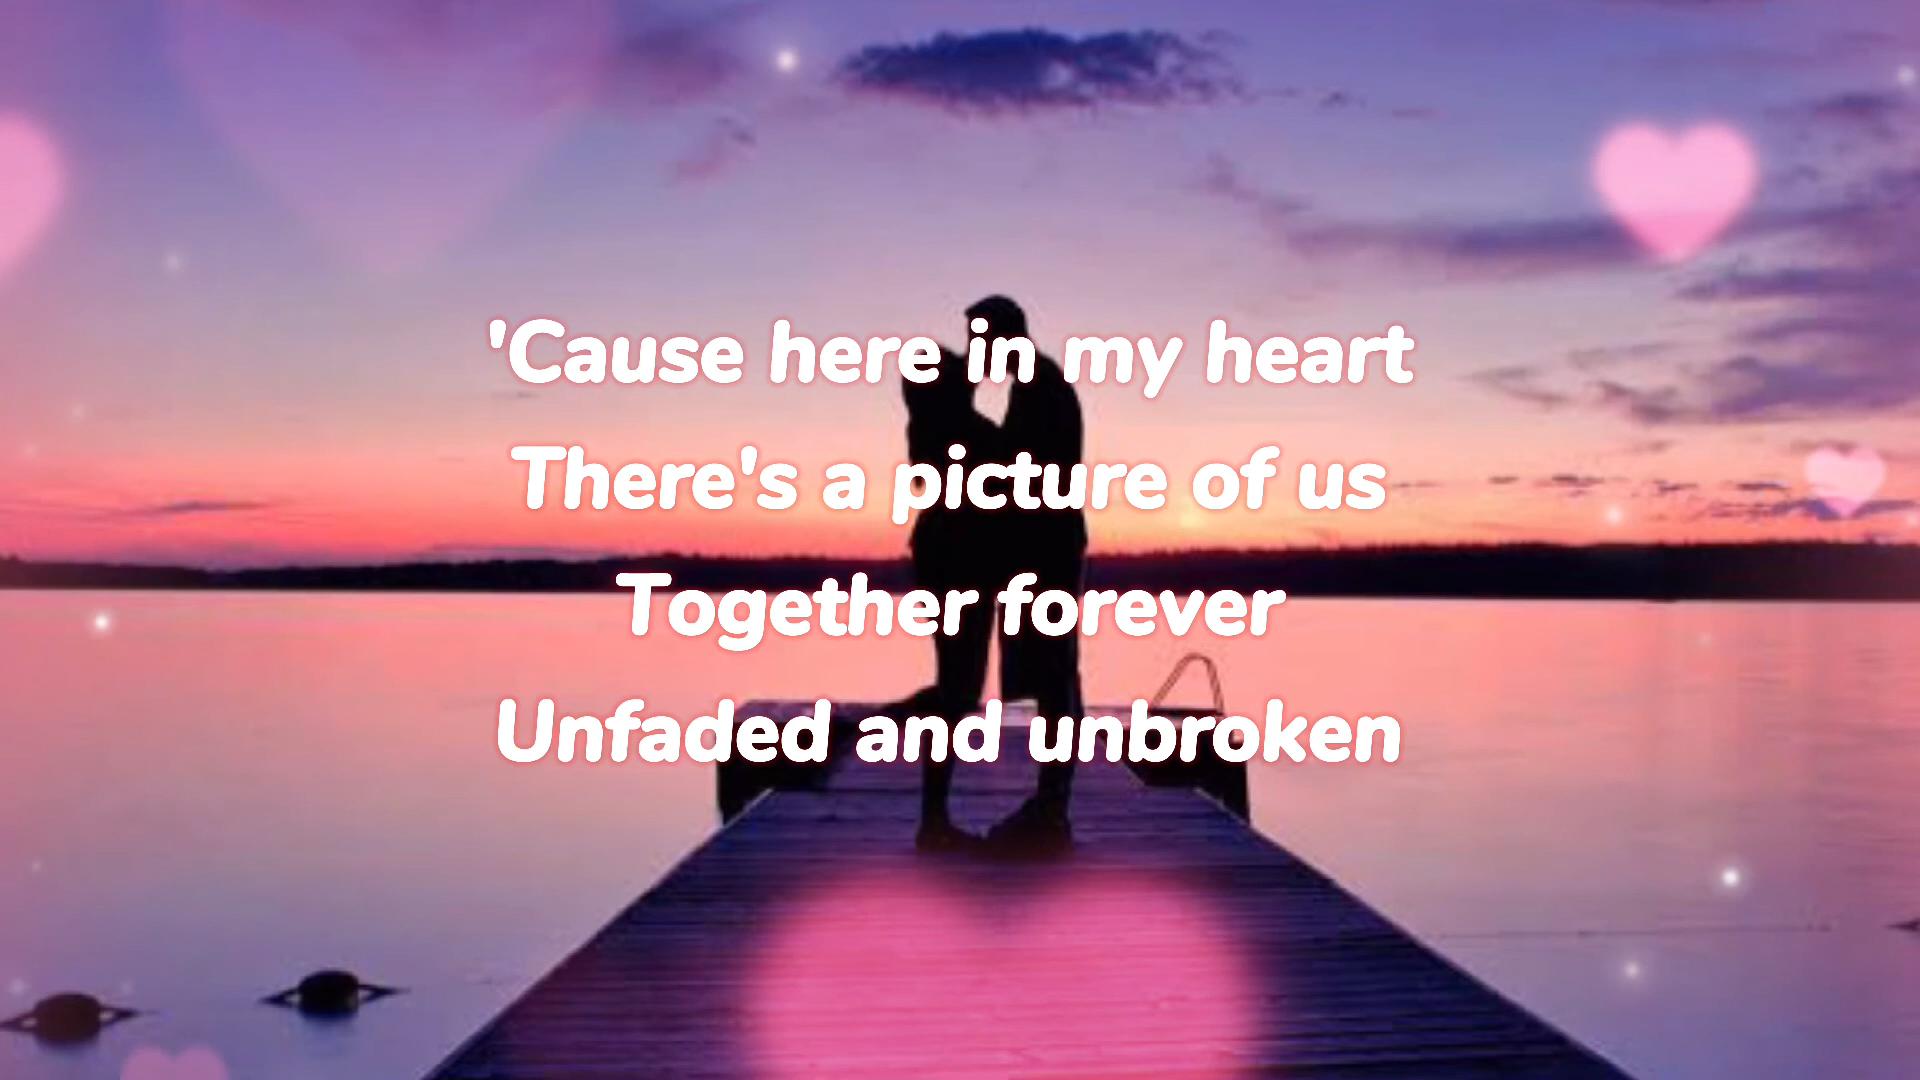 'Cause here in my heart
There's a picture of us
Together forever
Unfaded and unbroken